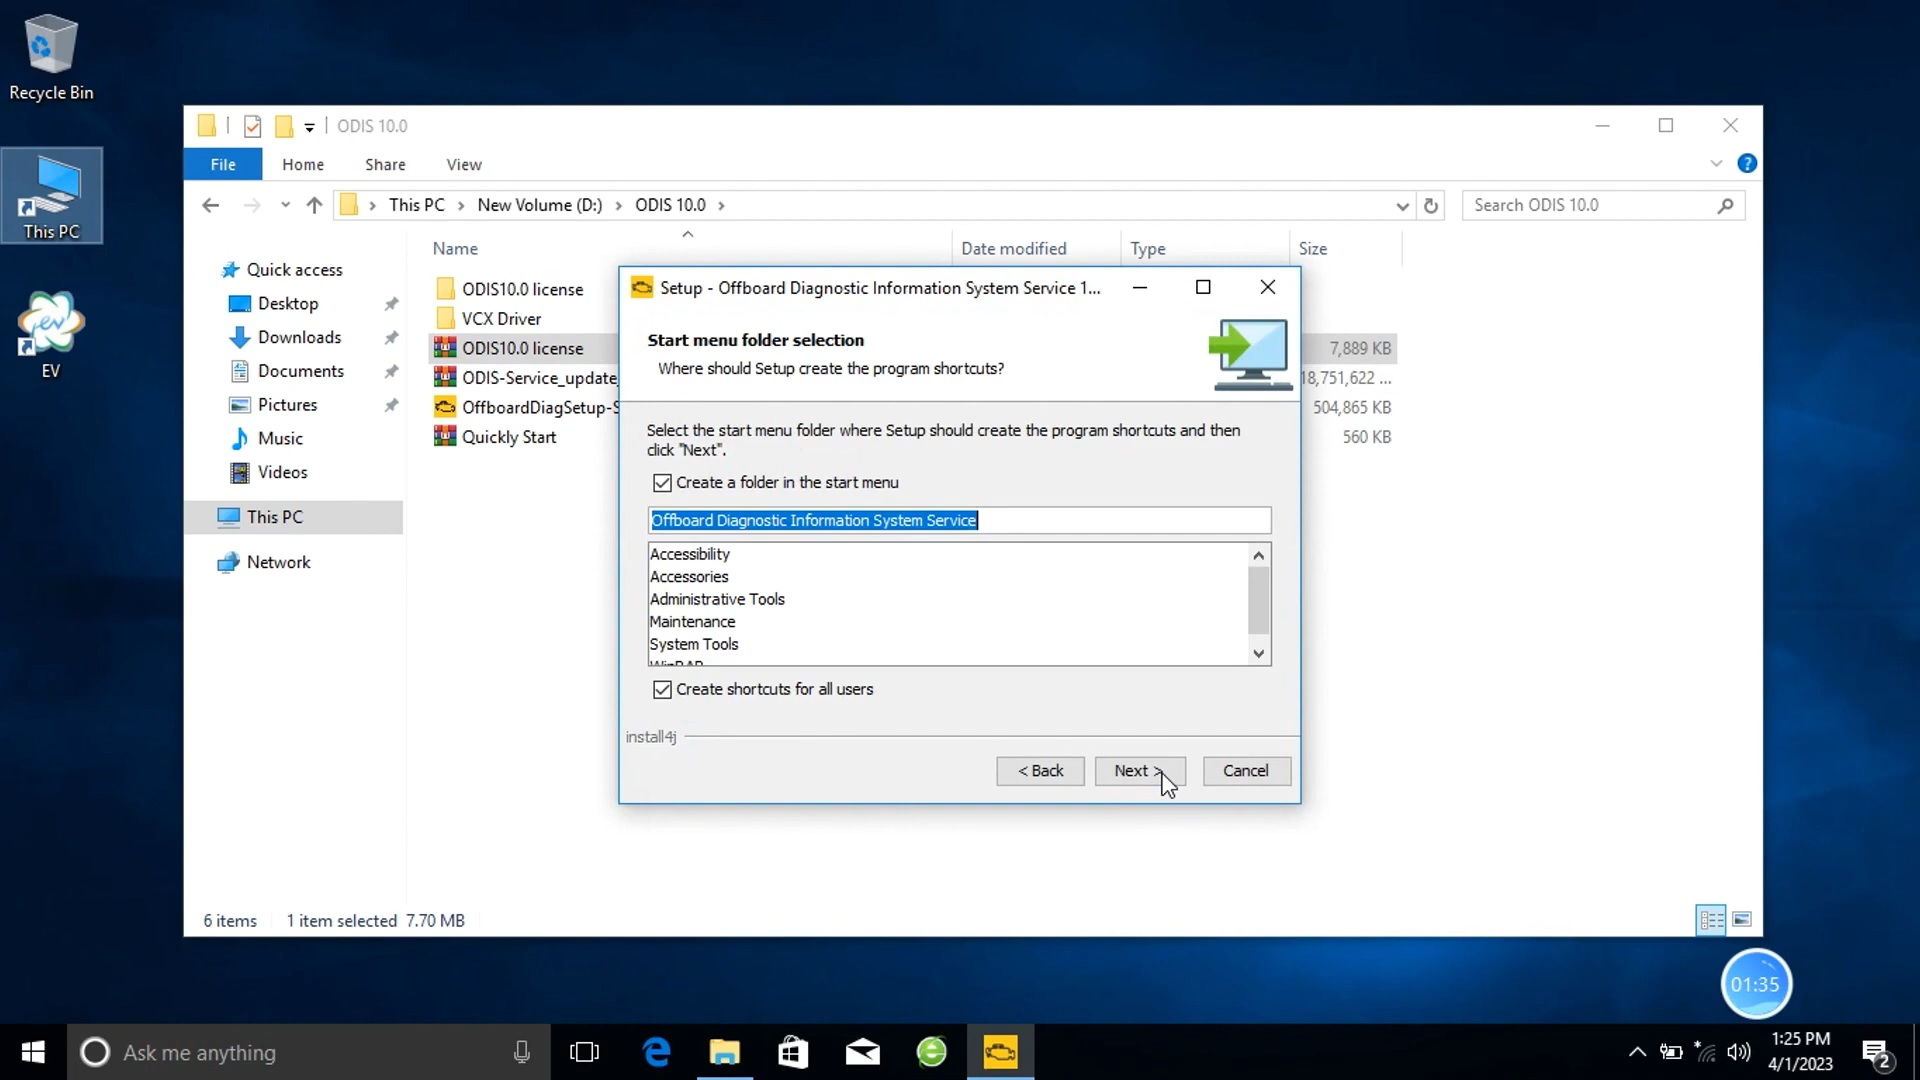 Recycle Bin
This PC
EV
ODIS 10.0
File
Home
Share
View
This PC
New Volume (D:)
ODIS 10.0
Search ODIS 10.0
Name
Date modified
Type
Size
Quick access
Desktop
Downloads
Documents
Pictures
Music
Videos
This PC
Network
ODIS10.0 license
VCX Driver
ODIS10.0 license
7,889 KB
ODIS-Service_update_
18,751,622 ...
OffboardDiagSetup-S
504,865 KB
Quickly Start
560 KB
Setup - Offboard Diagnostic Information System Service 1...
Start menu folder selection
Where should Setup create the program shortcuts?
Select the start menu folder where Setup should create the program shortcuts and then
click "Next".
Create a folder in the start menu
Offboard Diagnostic Information System Service
Accessibility
Accessories
Administrative Tools
Maintenance
System Tools
WinRAR
Create shortcuts for all users
install4j
< Back
Next >
Cancel
6 items
1 item selected 7.70 MB
01:35
Ask me anything
1:25 PM
4/1/2023
2